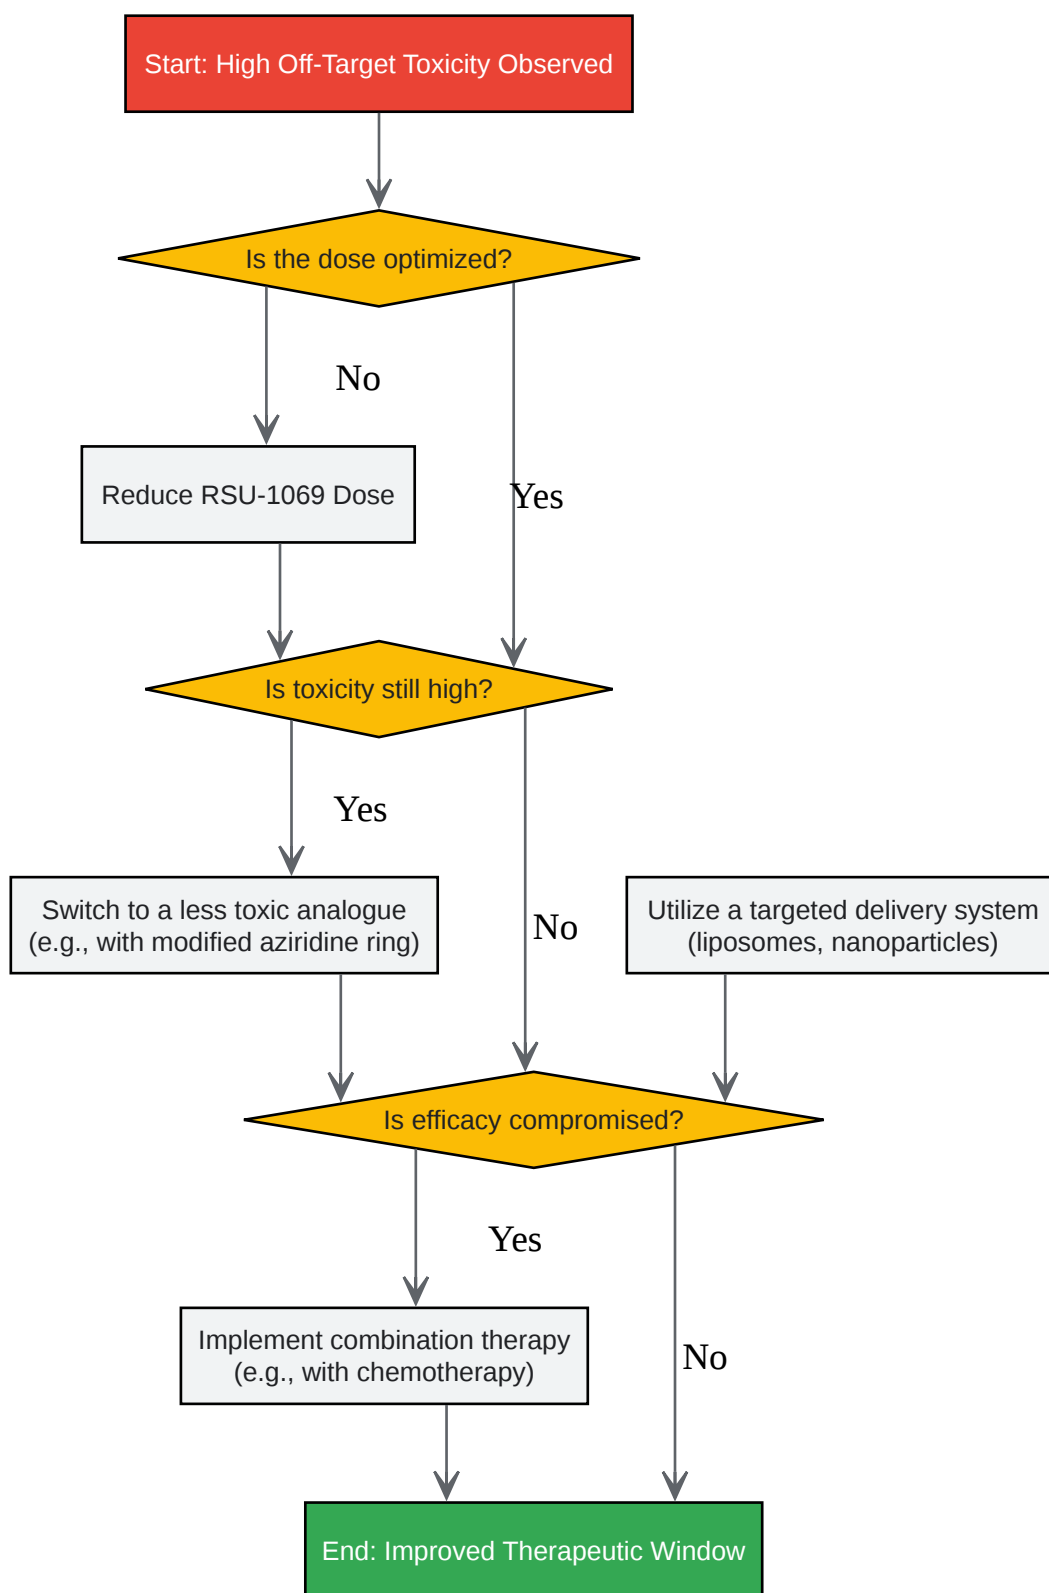 Start: High Off-Target Toxicity Observed
Is the dose optimized?
No
Reduce RSU-1069 Dose
Yes
Is toxicity still high?
Yes
Switch to a less toxic analogue
(e.g., with modified aziridine ring)
No
Utilize a targeted delivery system
(liposomes, nanoparticles)
Is efficacy compromised?
Yes
Implement combination therapy
(e.g., with chemotherapy)
No
End: Improved Therapeutic Window